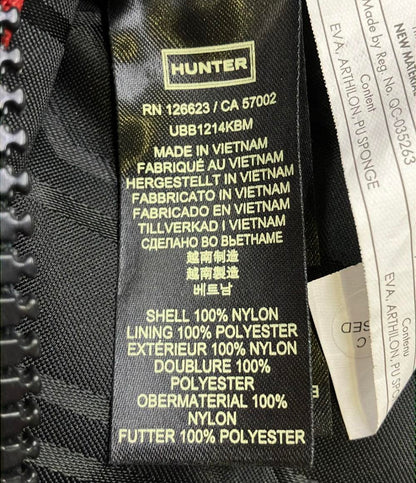 HUNTER
RN 126623 / CA 57002
UBB1214KBM
MADE IN VIETNAM
FABRIQUÉ AU VIETNAM
HERGESTELLT IN VIETNAM
FABBRICATO IN VIETNAM
FABRICADO EN VIETNAM
TILLVERKAD I VIETNAM
СДЕЛАНО ВО ВЬЕТНАМЕ
越南制造
越南製造
베트남
SHELL 100% NYLON
LINING 100% POLYESTER
EXTÉRIEUR 100% NYLON
DOUBLURE 100%
POLYESTER
OBERMATERIAL 100%
NYLON
FUTTER 100% POLYESTER
Made by Reg. No. QC-035263
Content
EVA, ARTHILON, PU SPONGE
Contenu
EVA, ARTHILON, PU